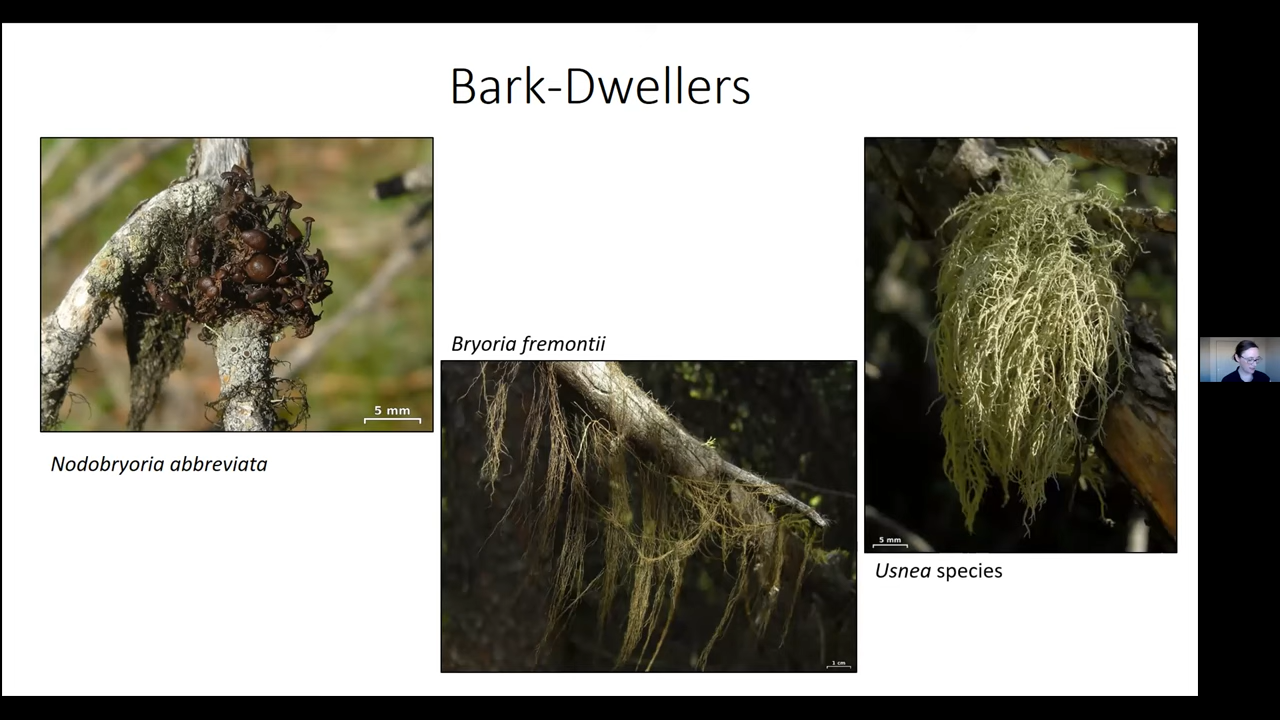 Bark-Dwellers
5 mm
Nodobryoria abbreviata
Bryoria fremontii
1 cm
5 mm
Usnea species